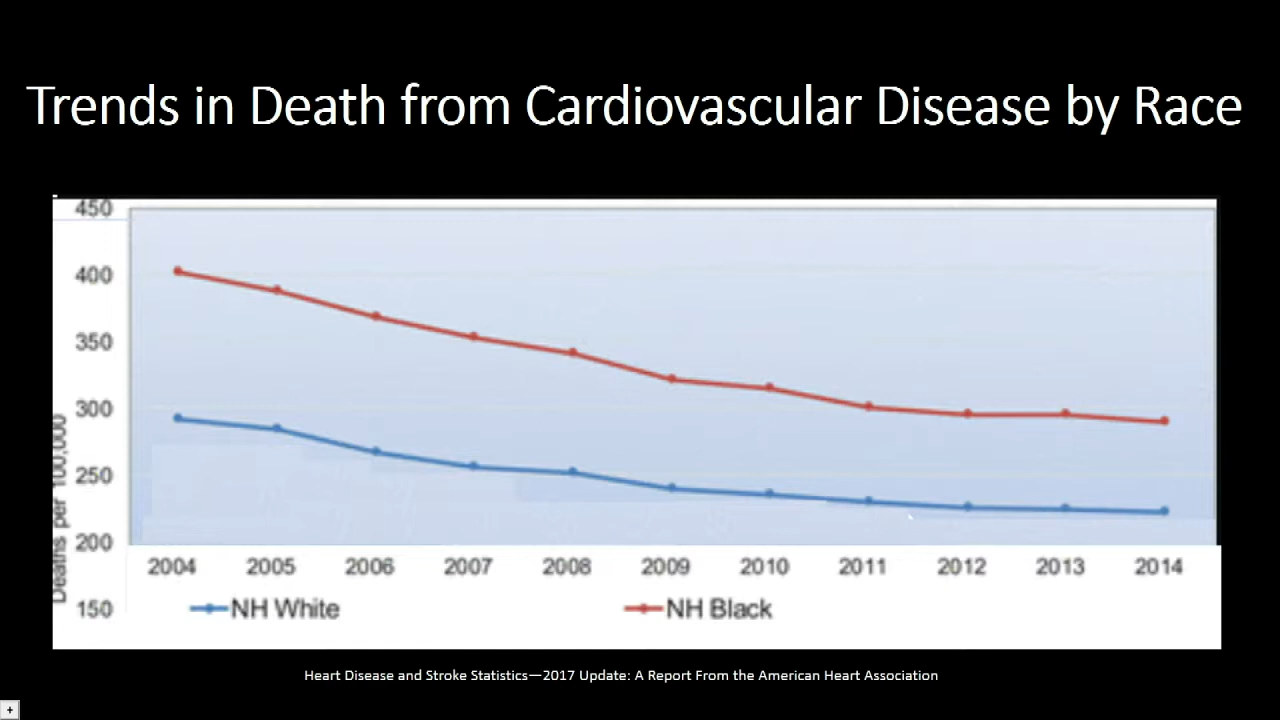 Trends in Death from Cardiovascular Disease by Race
450
400
350
300
250
200
150
Deaths per 100,000
2004 2005 2006 2007 2008 2009 2010 2011 2012 2013 2014
NH White NH Black
Heart Disease and Stroke Statistics—2017 Update: A Report From the American Heart Association
+